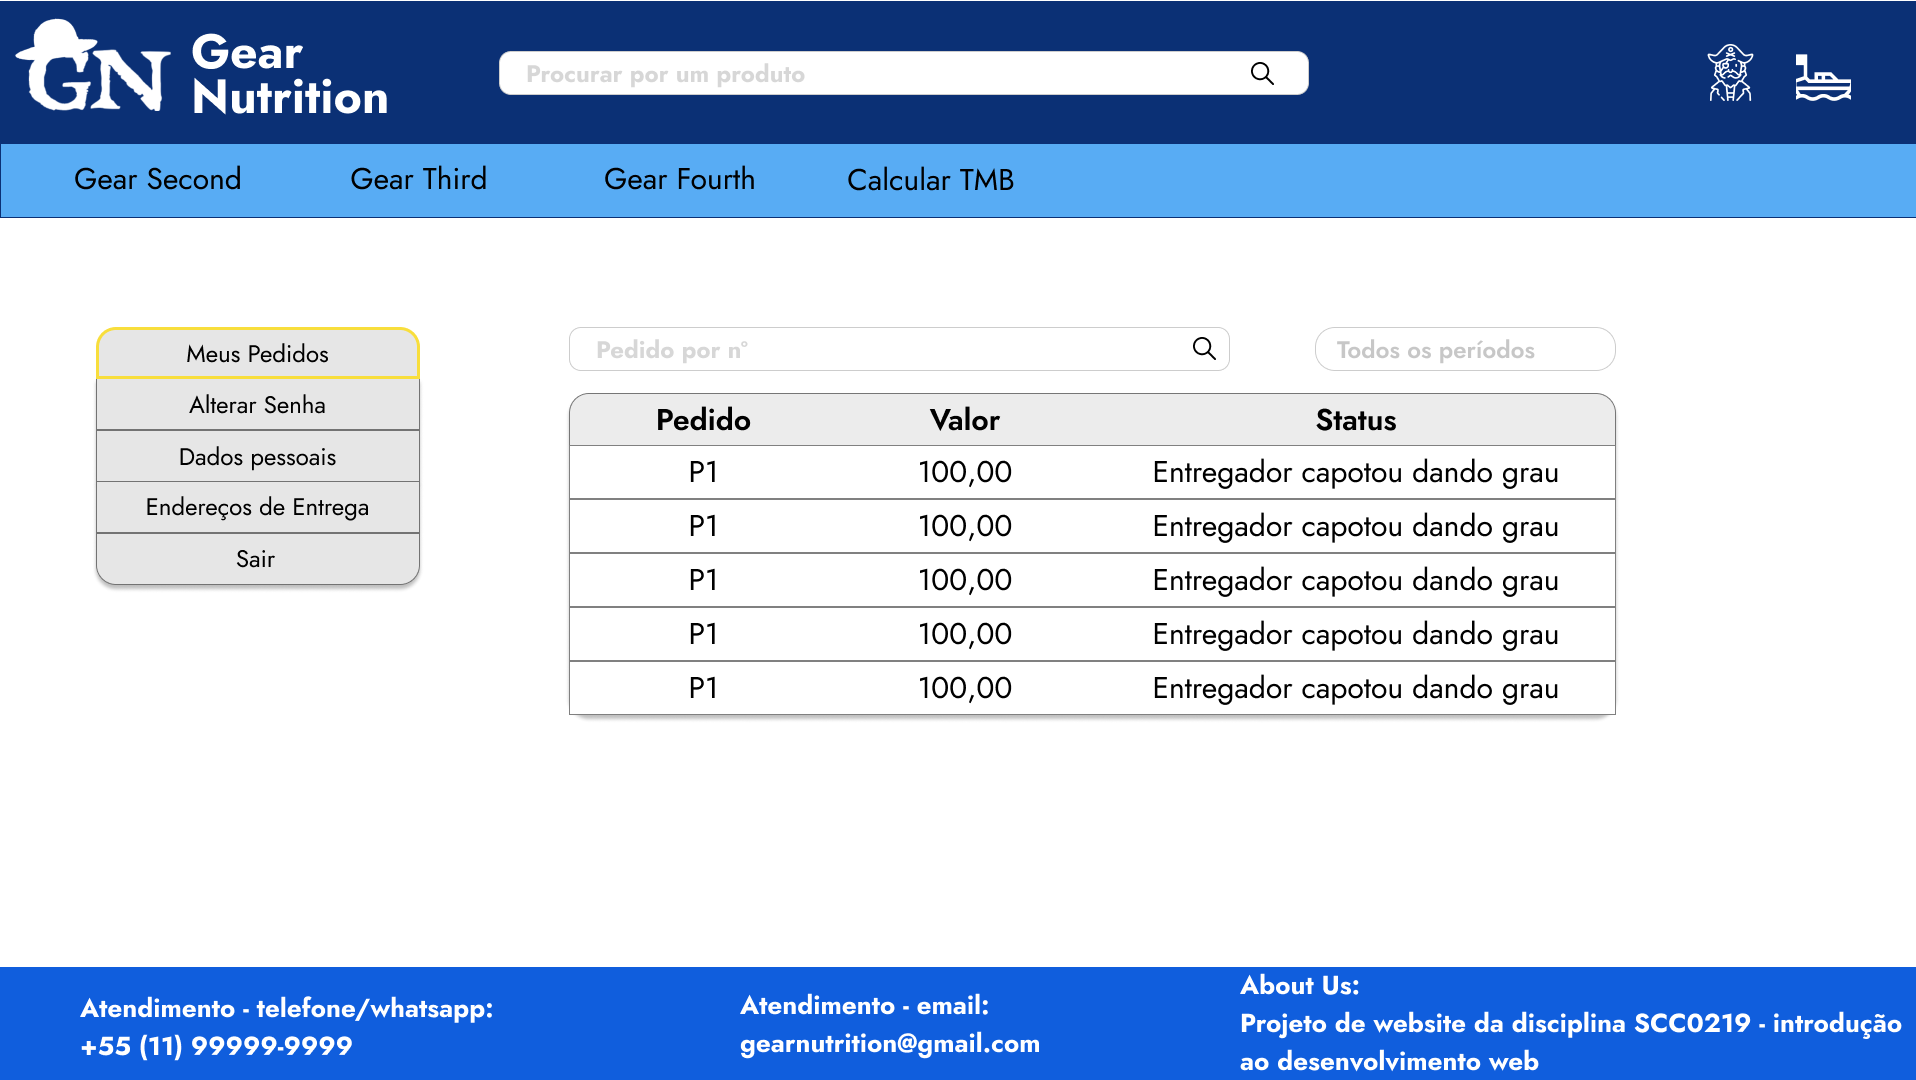 GN Gear
Nutrition
Procurar por um produto
Gear Second Gear Third Gear Fourth Calcular TMB
Meus Pedidos
Alterar Senha
Dados pessoais
Endereços de Entrega
Sair
Pedido por n° Todos os períodos
Pedido Valor Status
P1 100,00 Entregador capotou dando grau
P1 100,00 Entregador capotou dando grau
P1 100,00 Entregador capotou dando grau
P1 100,00 Entregador capotou dando grau
P1 100,00 Entregador capotou dando grau
Atendimento - telefone/whatsapp:
+55 (11) 99999-9999
Atendimento - email:
gearnutrition@gmail.com
About Us:
Projeto de website da disciplina SCC0219 - introdução
ao desenvolvimento web